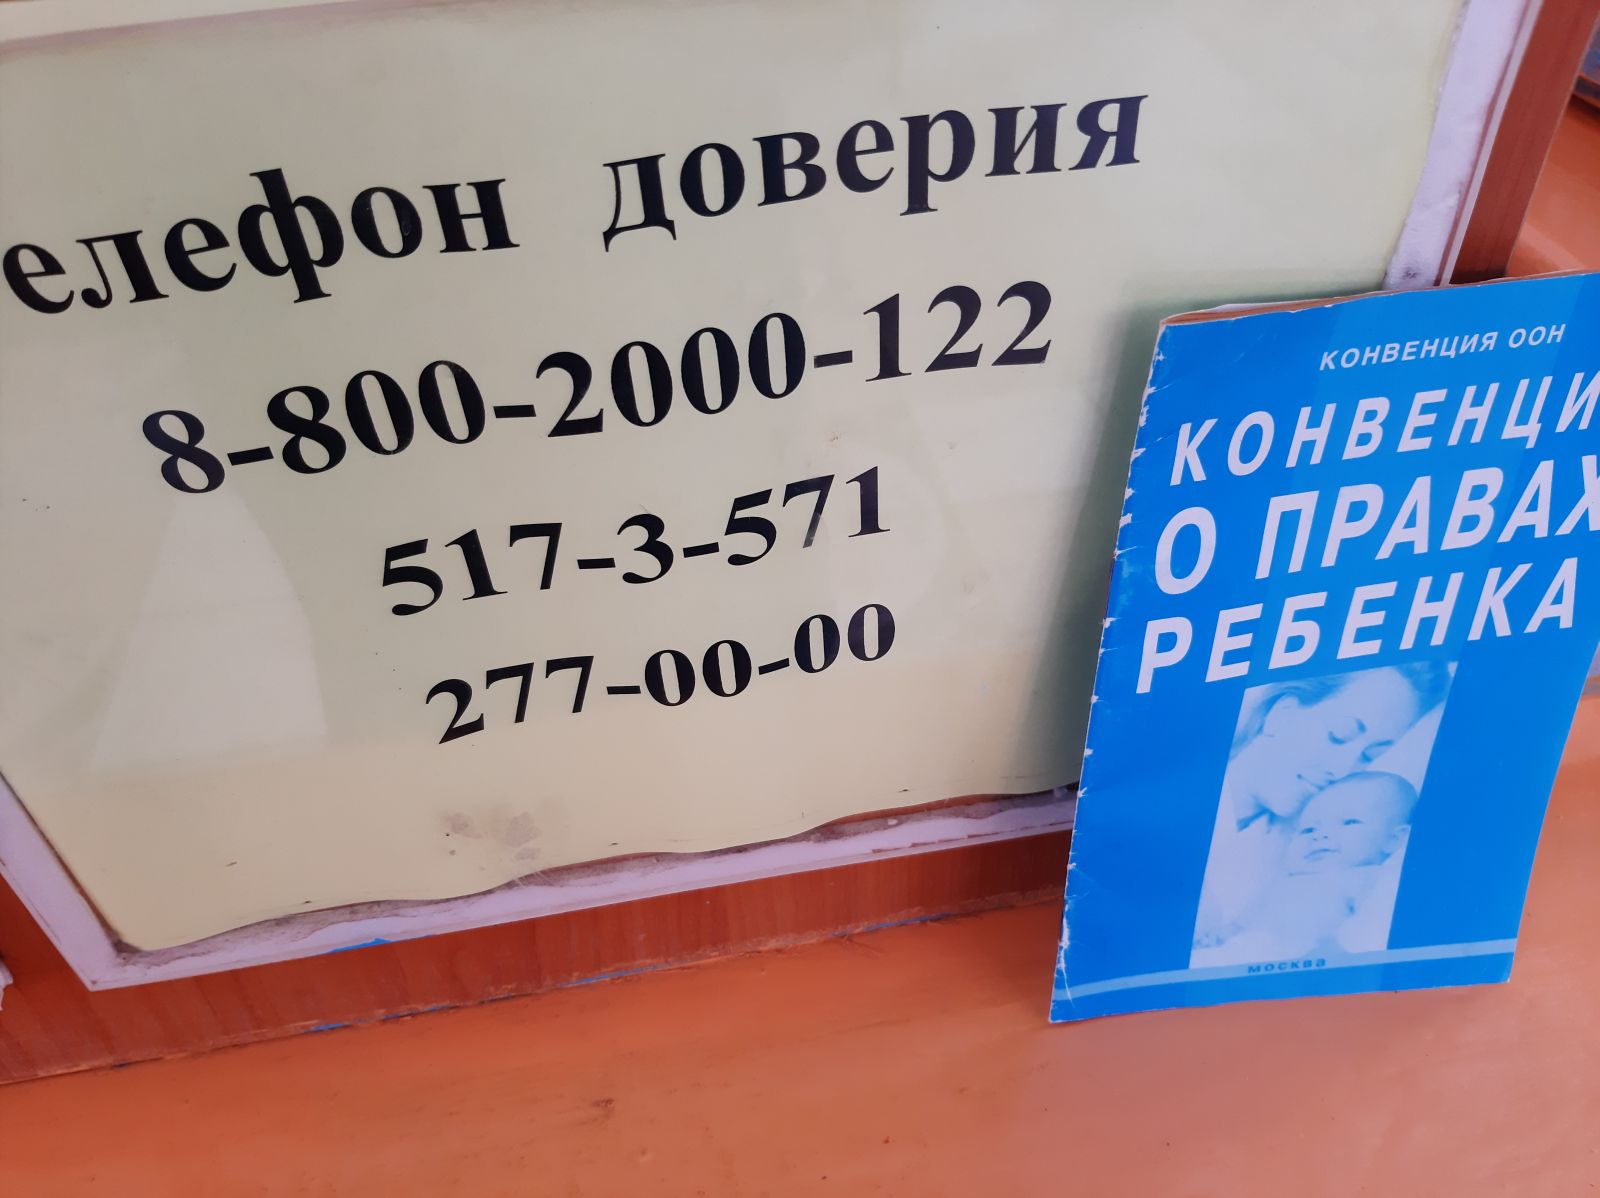 елефон доверия
8-800-2000-122
517-3-571
277-00-00
КОНВЕНЦИЯ ООН
КОНВЕНЦИ
О ПРАВАХ
РЕБЕНКА
МОСКВА